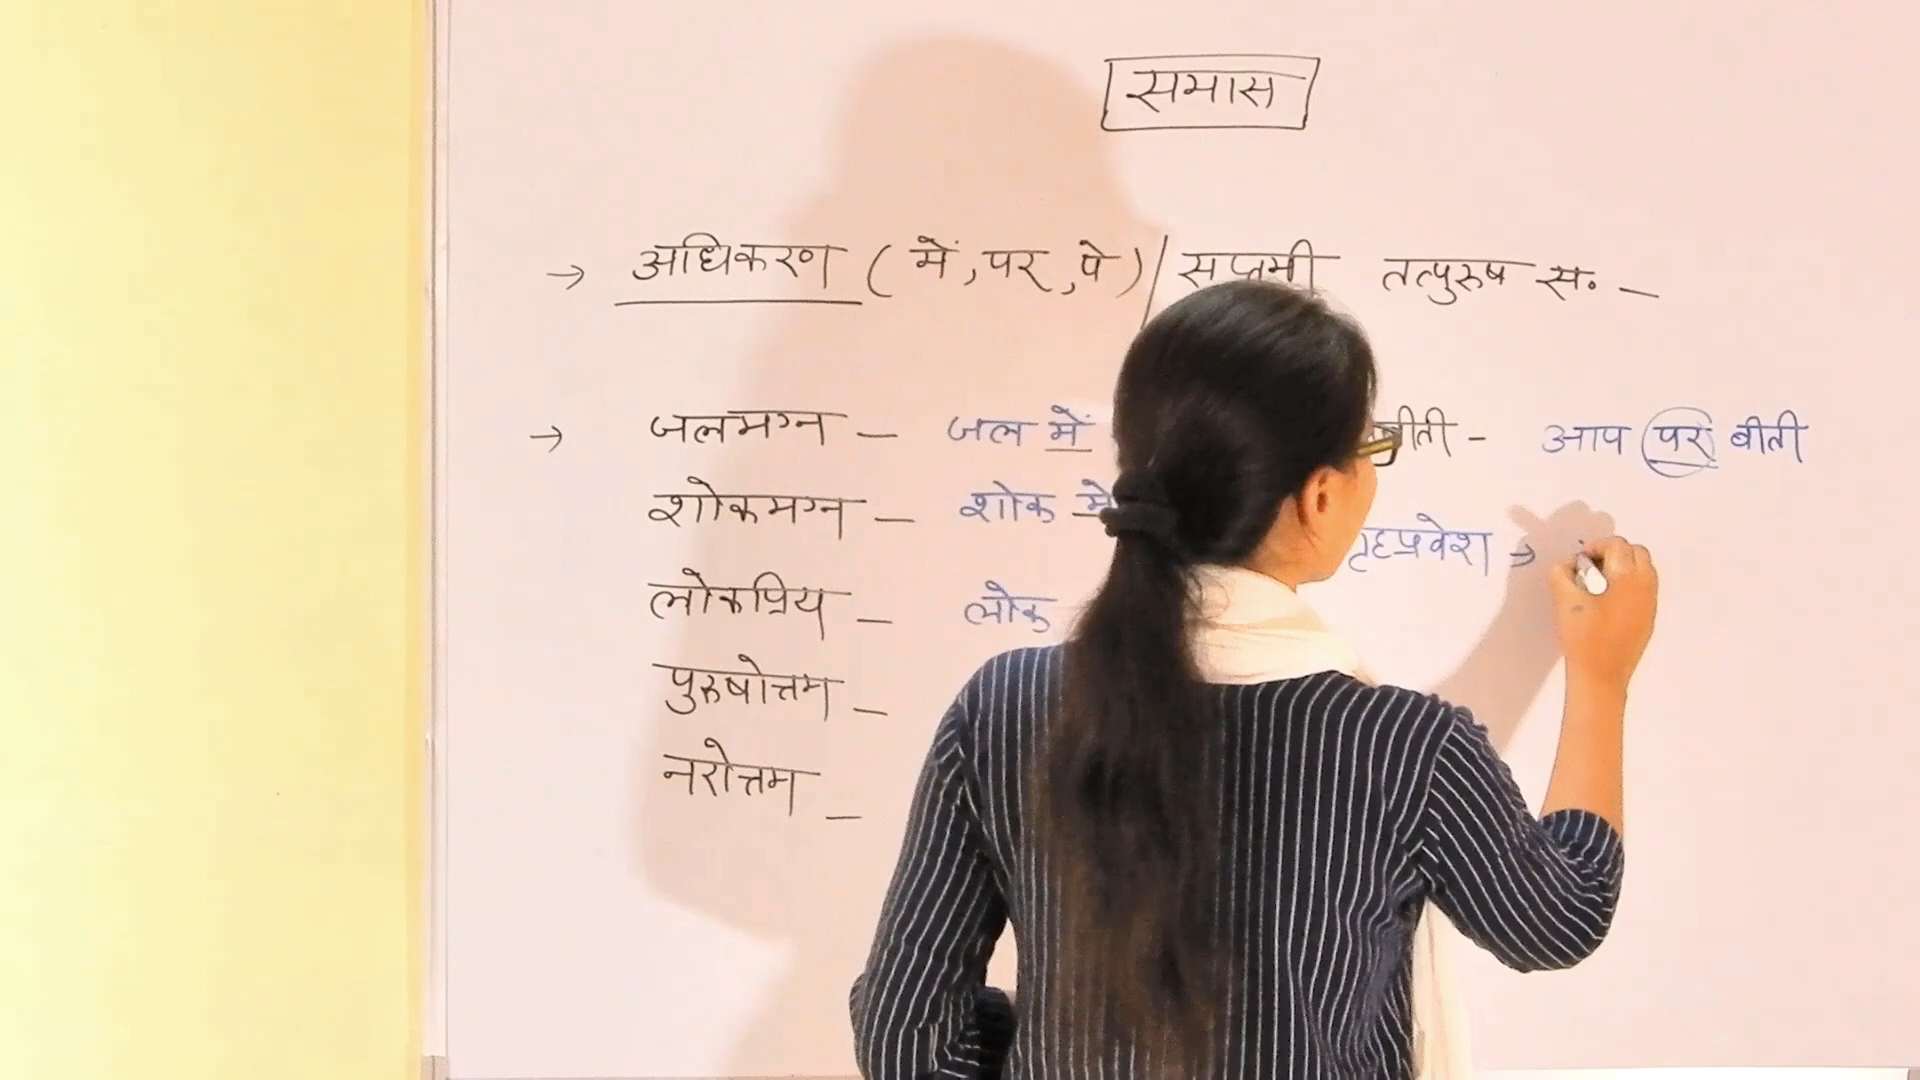 समास
→ अधिकरण ( में, पर, पे ) / सप्तमी तत्पुरुष स. –
→ जलमग्न – जल में
शोकमग्न – शोक में
लोकप्रिय – लोक
पुरुषोत्तम –
नरोत्तम –
बीती – आप पर बीती
गृहप्रवेश →